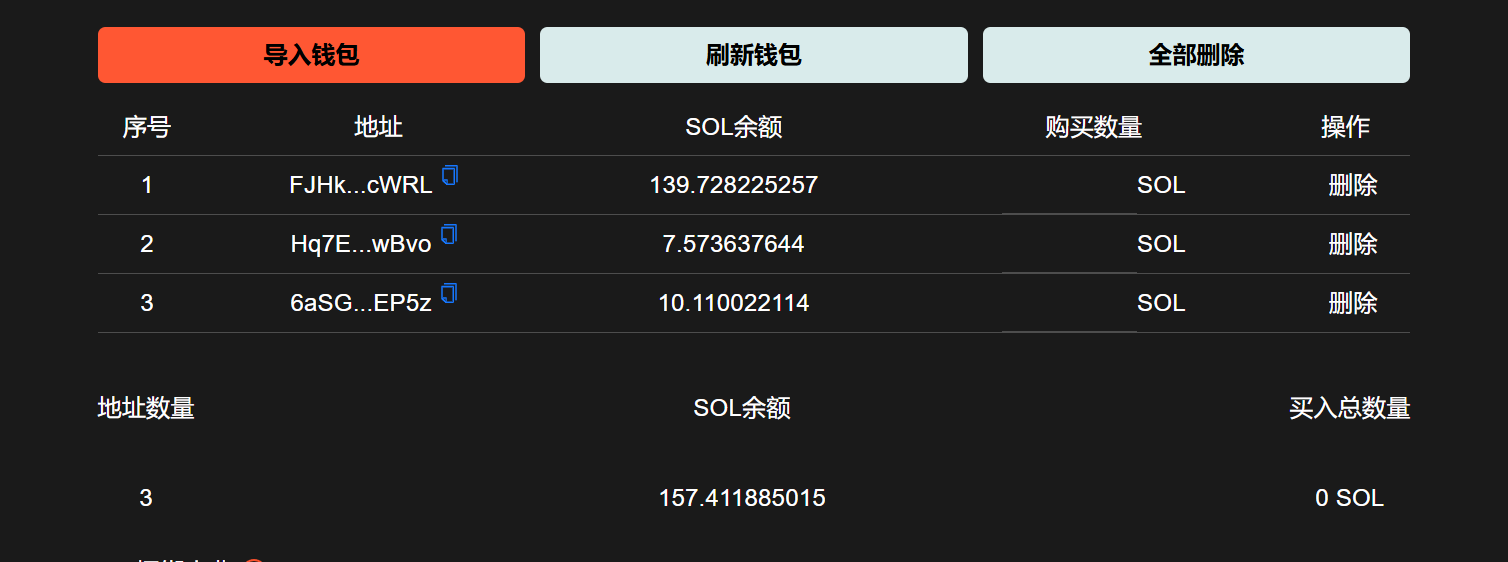 导入钱包 刷新钱包 全部删除
序号 地址 SOL余额 购买数量 操作
1 FJHk...cWRL 139.728225257 SOL 删除
2 Hq7E...wBvo 7.573637644 SOL 删除
3 6aSG...EP5z 10.110022114 SOL 删除
地址数量 SOL余额 买入总数量
3 157.411885015 0 SOL